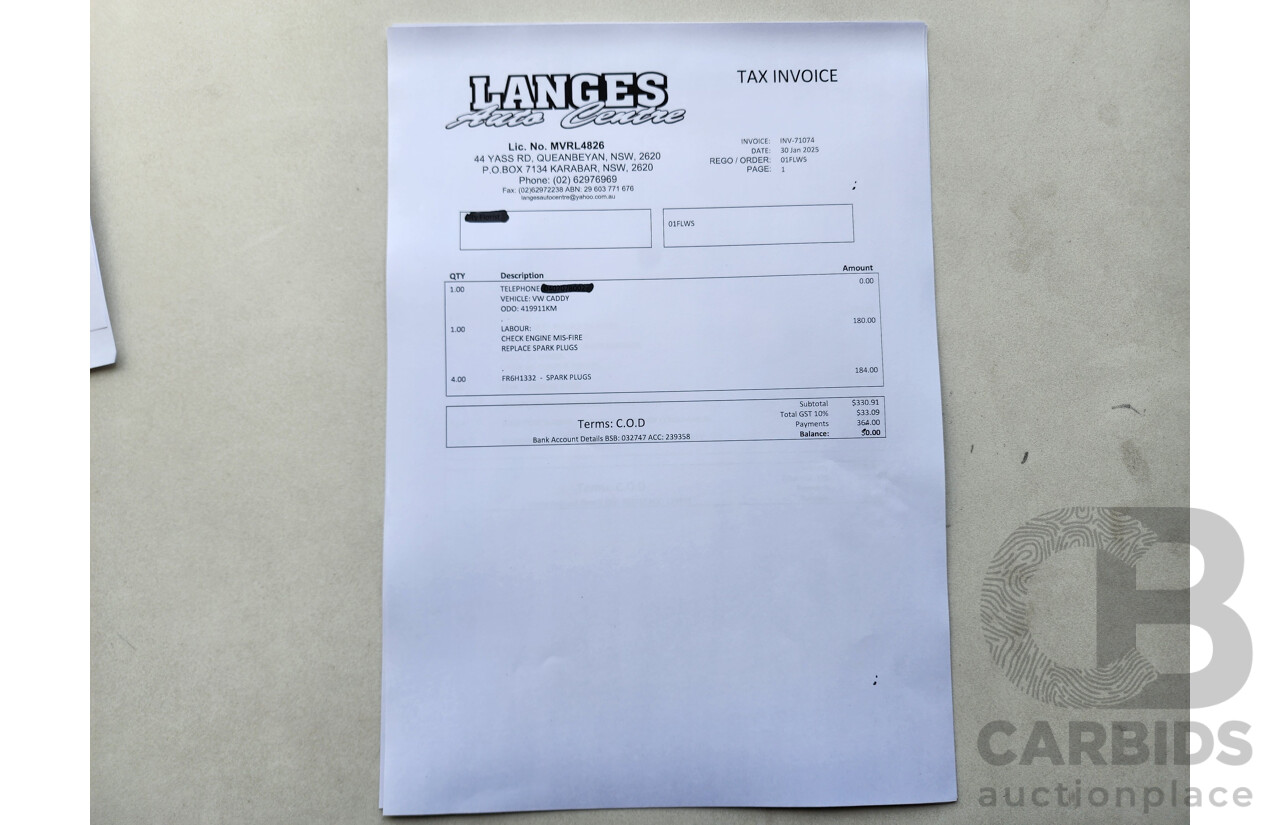 LANGES
Auto Centre
TAX INVOICE
Lic. No. MVRL4826
44 YASS RD, QUEANBEYAN, NSW, 2620
P.O.BOX 7134 KARABAR, NSW, 2620
Phone: (02) 62976969
Fax: (02)62972238 ABN: 29 603 771 676
langesautocentre@yahoo.com.au
INVOICE: INV-71074
DATE: 30 Jan 2025
REGO / ORDER: 01FLWS
PAGE: 1
01FLWS
QTY Description Amount
1.00 TELEPHONE 0.00
VEHICLE: VW CADDY
ODO: 419911KM
1.00 LABOUR: 180.00
CHECK ENGINE MIS-FIRE
REPLACE SPARK PLUGS
4.00 FR6H1332 - SPARK PLUGS 184.00
Subtotal $330.91
Total GST 10% $33.09
Payments 364.00
Balance: $0.00
Terms: C.O.D
Bank Account Details BSB: 032747 ACC: 239358
CB
CARBIDS
auctionplace